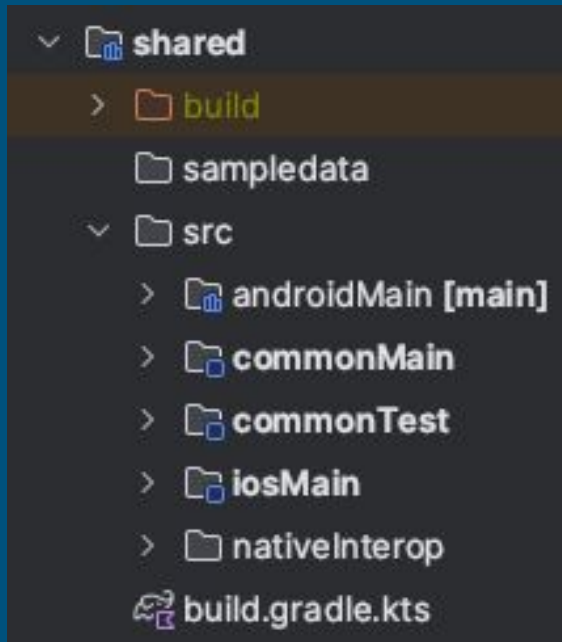 shared
build
sampledata
src
androidMain [main]
commonMain
commonTest
iosMain
nativeInterop
build.gradle.kts